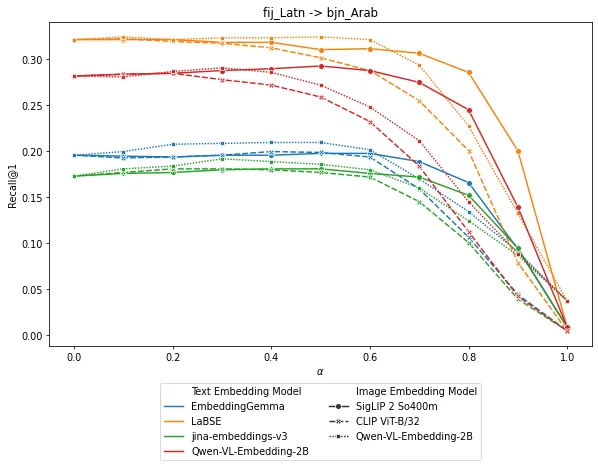 fij_Latn -> bjn_Arab
Recall@1
0.30
0.25
0.20
0.15
0.10
0.05
0.00
0.0 0.2 0.4 0.6 0.8 1.0
α
Text Embedding Model
EmbeddingGemma
LaBSE
jina-embeddings-v3
Qwen-VL-Embedding-2B
Image Embedding Model
SigLIP 2 So400m
CLIP ViT-B/32
Qwen-VL-Embedding-2B